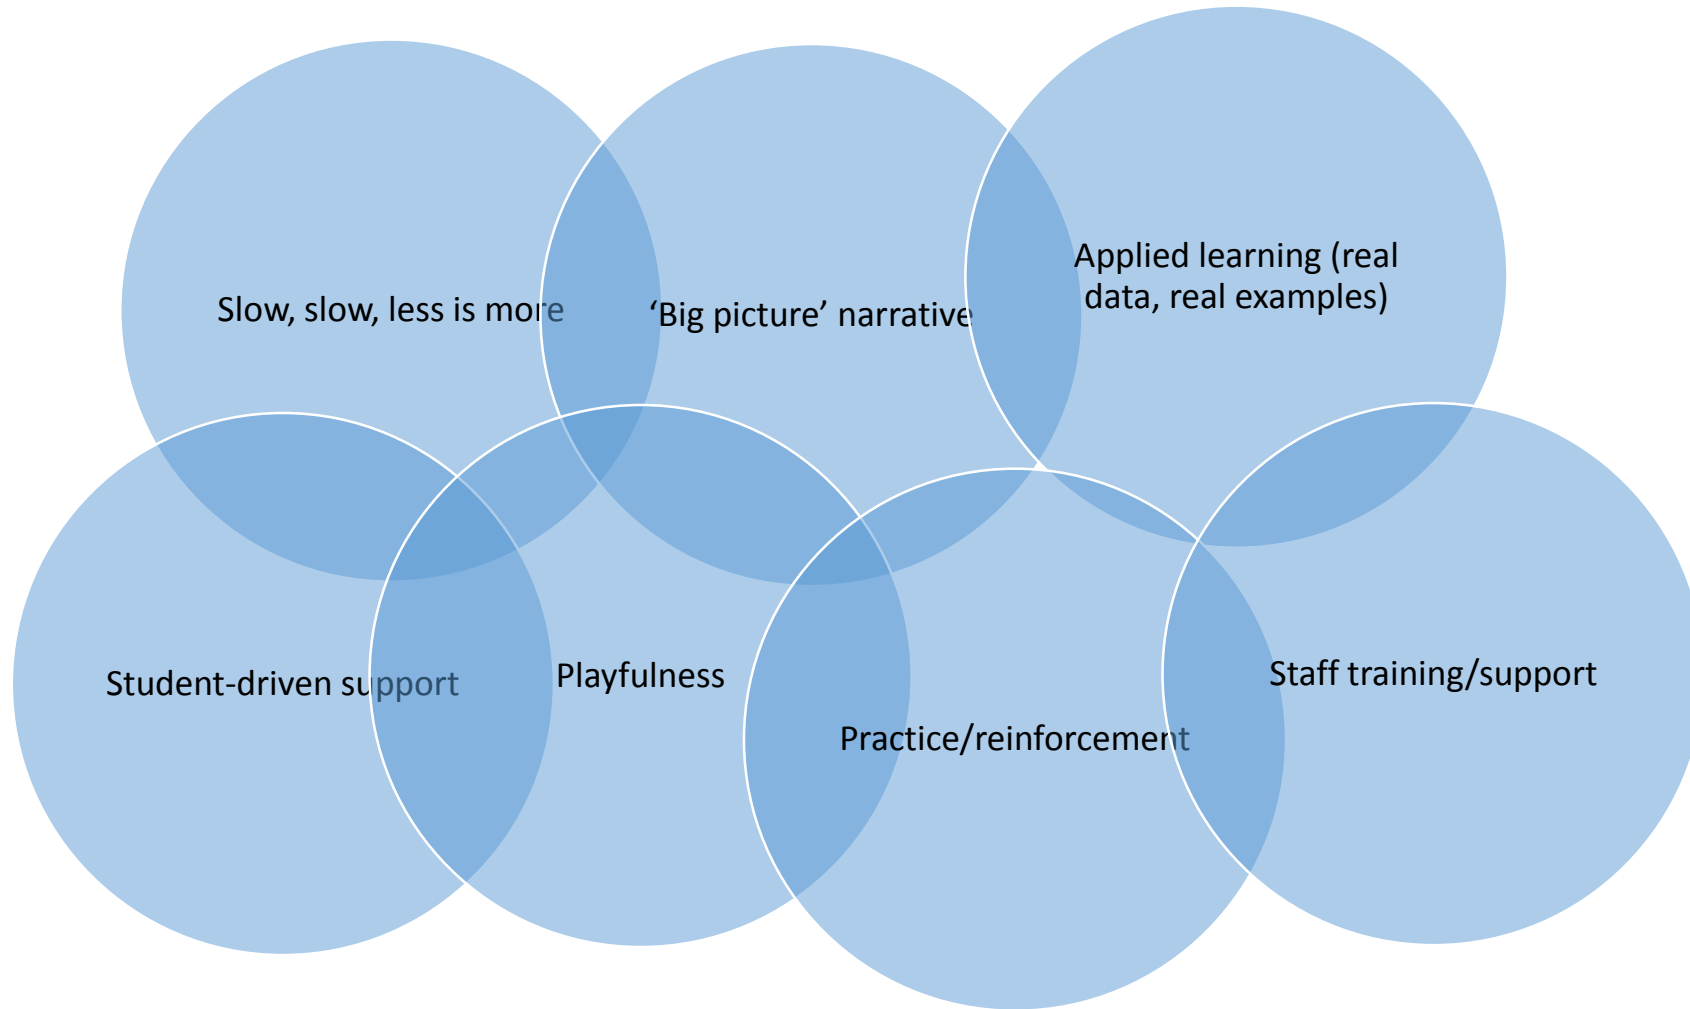 Slow, slow, less is more
‘Big picture’ narrative
Applied learning (real
data, real examples)
Student-driven support
Playfulness
Practice/reinforcement
Staff training/support